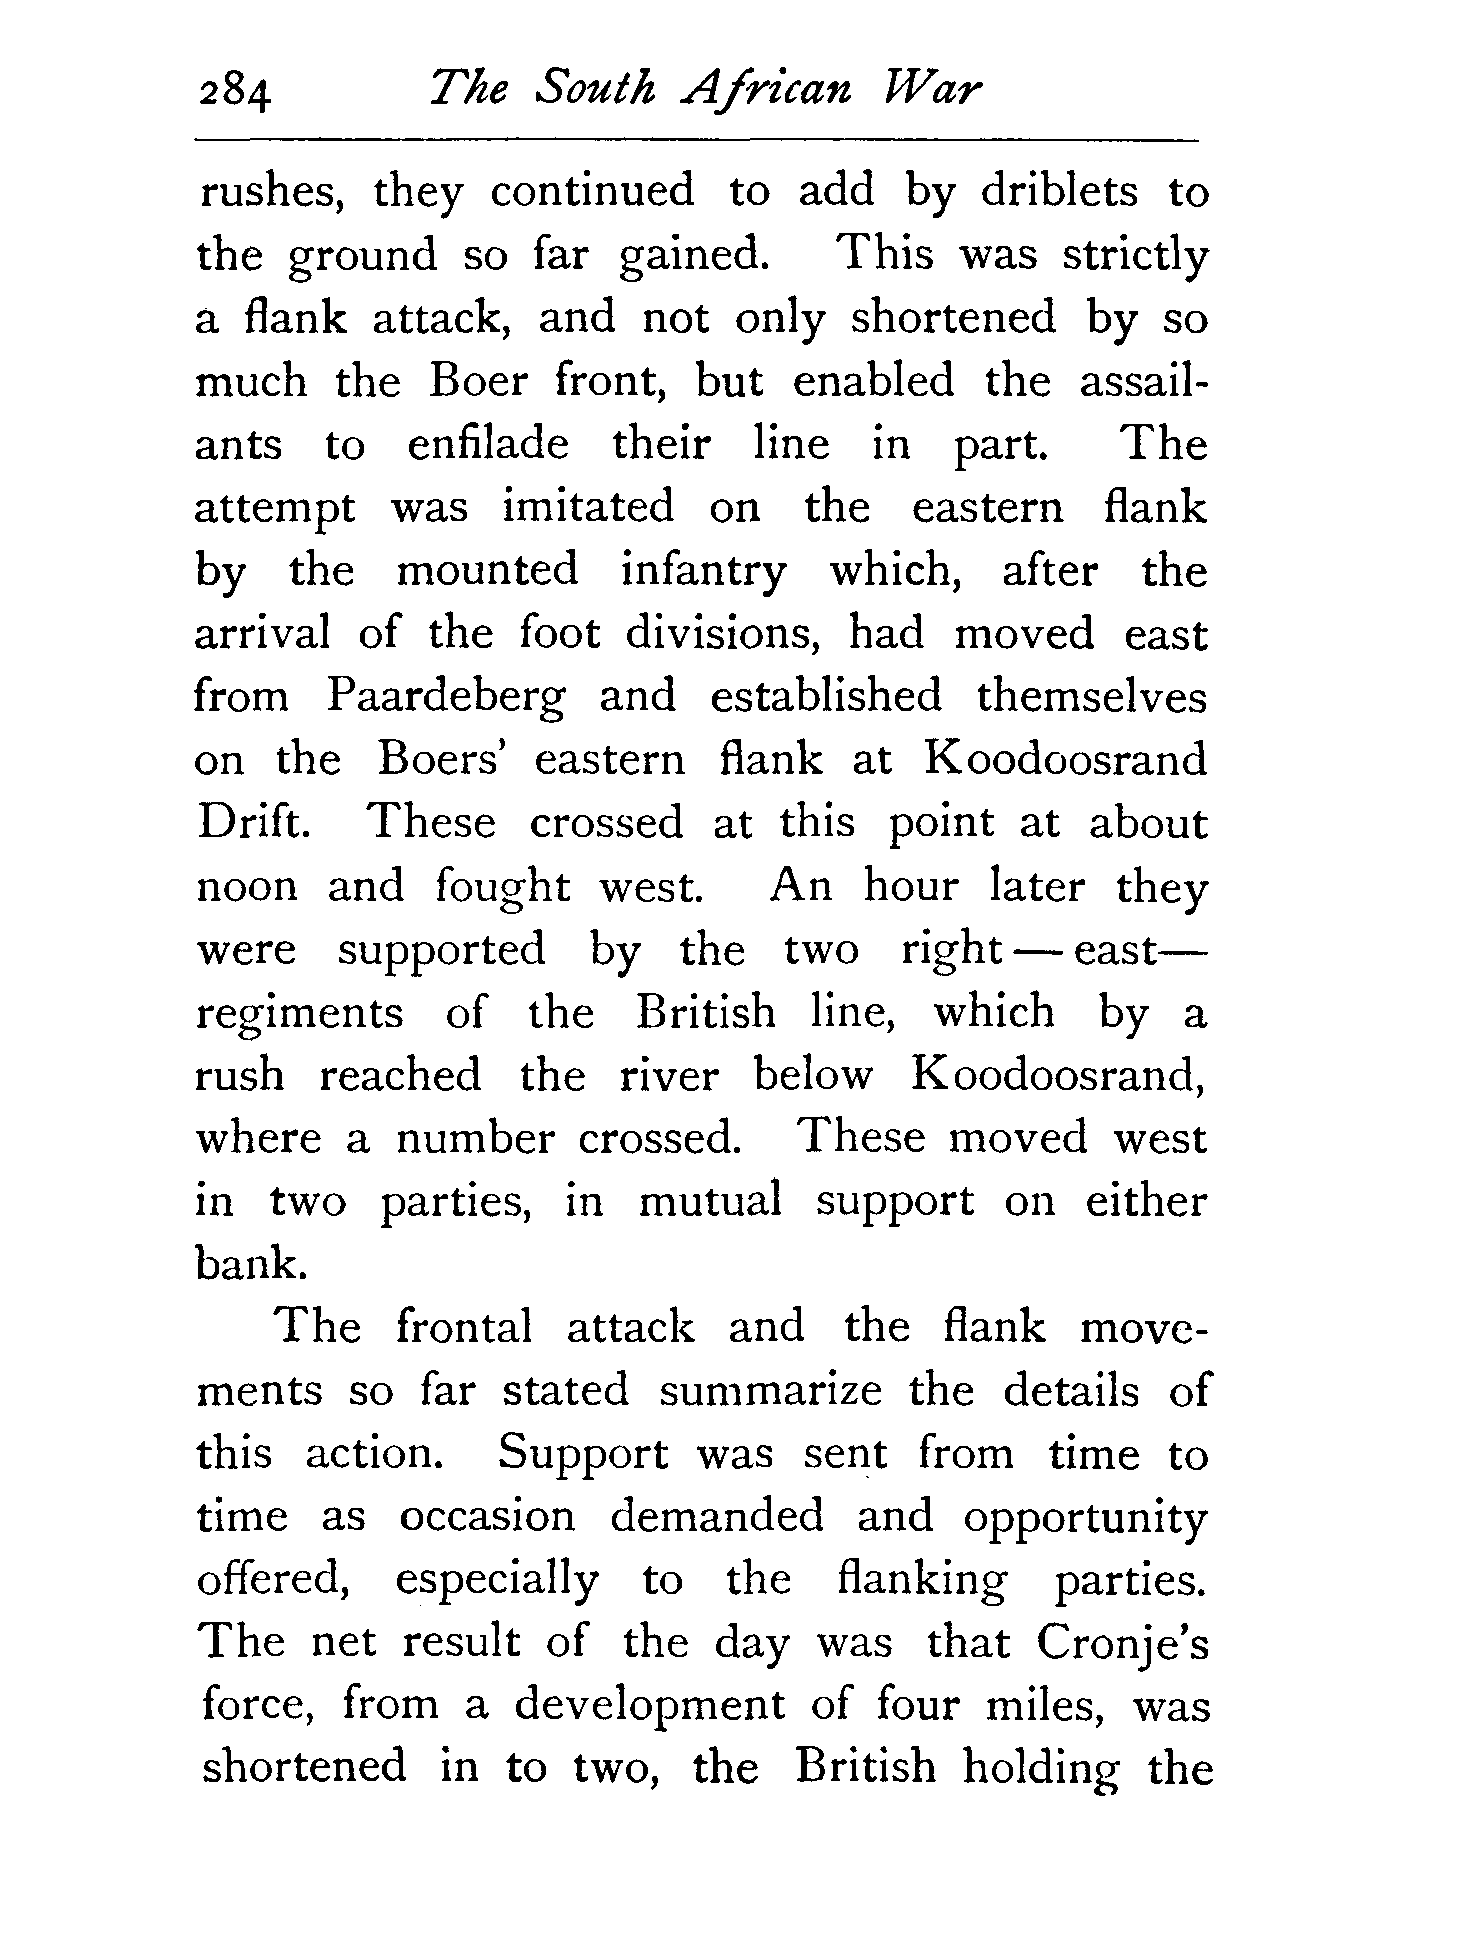 284 The South African War
rushes, they continued to add by driblets to
the ground so far gained. This was strictly
a flank attack, and not only shortened by so
much the Boer front, but enabled the assail-
ants to enfilade their line in part. The
attempt was imitated on the eastern flank
by the mounted infantry which, after the
arrival of the foot divisions, had moved east
from Paardeberg and established themselves
on the Boers' eastern flank at Koodoosrand
Drift. These crossed at this point at about
noon and fought west. An hour later they
were supported by the two right — east—
regiments of the British line, which by a
rush reached the river below Koodoosrand,
where a number crossed. These moved west
in two parties, in mutual support on either
bank.
The frontal attack and the flank move-
ments so far stated summarize the details of
this action. Support was sent from time to
time as occasion demanded and opportunity
offered, especially to the flanking parties.
The net result of the day was that Cronje's
force, from a development of four miles, was
shortened in to two, the British holding the